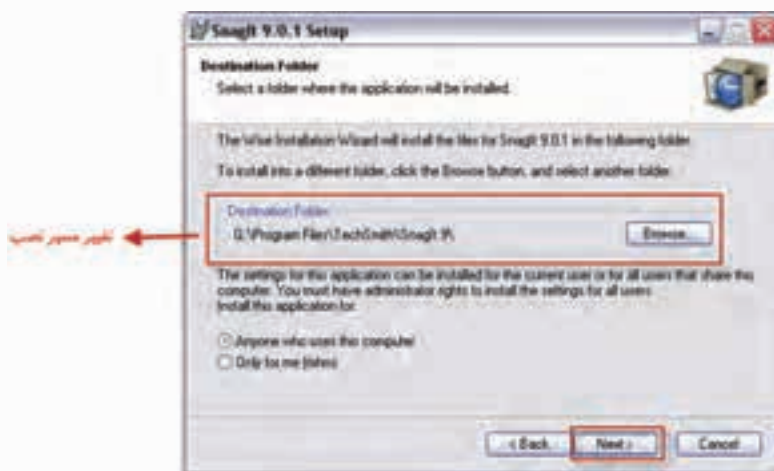 SnagIt 9.0.1 Setup
Destination Folder
Select a folder where the application will be installed.
The Wise Installation Wizard will install the files for SnagIt 9.0.1 in the following folder.
To install into a different folder, click the Browse button, and select another folder.
Destination Folder
G:\Program Files\TechSmith\SnagIt 9\
Browse
تغییر مسیر نصب
The settings for this application can be installed for the current user or for all users that share this
computer. You must have administrator rights to install the settings for all users.
Install this application for:
Anyone who uses this computer
Only for me
< Back
Next >
Cancel